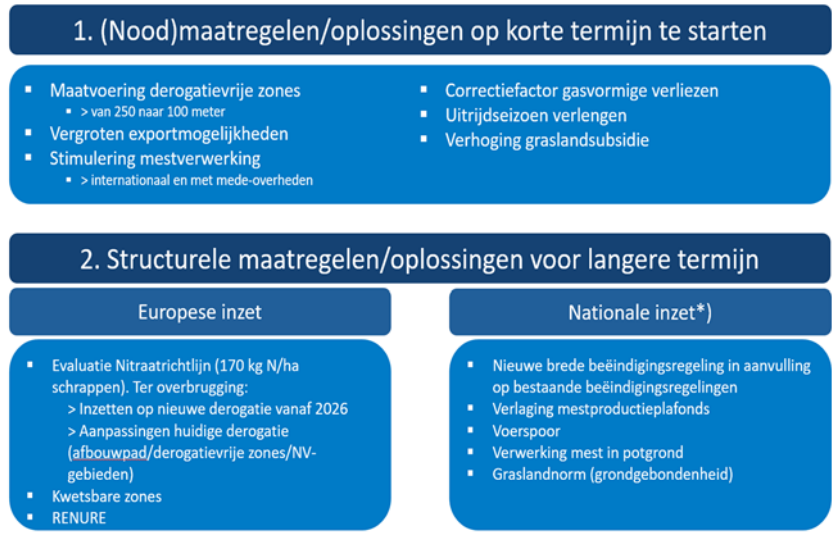 1. (Nood)maatregelen/oplossingen op korte termijn te starten
▪ Maatvoering derogatievrije zones
▪ > van 250 naar 100 meter
▪ Vergroten exportmogelijkheden
▪ Stimulering mestverwerking
▪ > internationaal en met mede-overheden
▪ Correctiefactor gasvormige verliezen
▪ Uitrijdseizoen verlengen
▪ Verhoging graslandsubsidie
2. Structurele maatregelen/oplossingen voor langere termijn
Europese inzet
▪ Evaluatie Nitraatrichtlijn (170 kg N/ha
schrappen). Ter overbrugging:
> Inzetten op nieuwe derogatie vanaf 2026
> Aanpassingen huidige derogatie
(afbouwpad/derogatievrije zones/NV-
gebieden)
▪ Kwetsbare zones
▪ RENURE
Nationale inzet*)
▪ Nieuwe brede beëindigingsregeling in aanvulling
op bestaande beëindigingsregelingen
▪ Verlaging mestproductieplafonds
▪ Voerspoor
▪ Verwerking mest in potgrond
▪ Graslandnorm (grondgebondenheid)